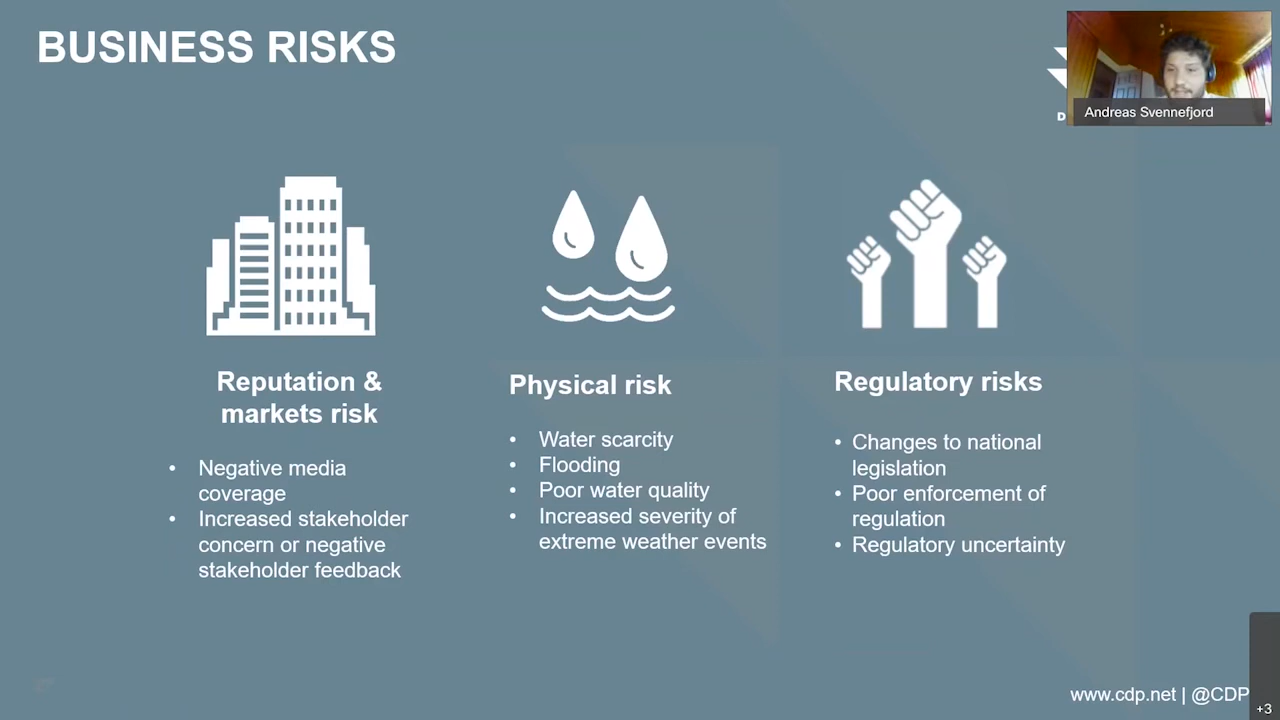 BUSINESS RISKS
D
Andreas Svennefjord
Reputation &
markets risk
• Negative media
coverage
• Increased stakeholder
concern or negative
stakeholder feedback
Physical risk
• Water scarcity
• Flooding
• Poor water quality
• Increased severity of
extreme weather events
Regulatory risks
• Changes to national
legislation
• Poor enforcement of
regulation
• Regulatory uncertainty
www.cdp.net | @CDP
+3